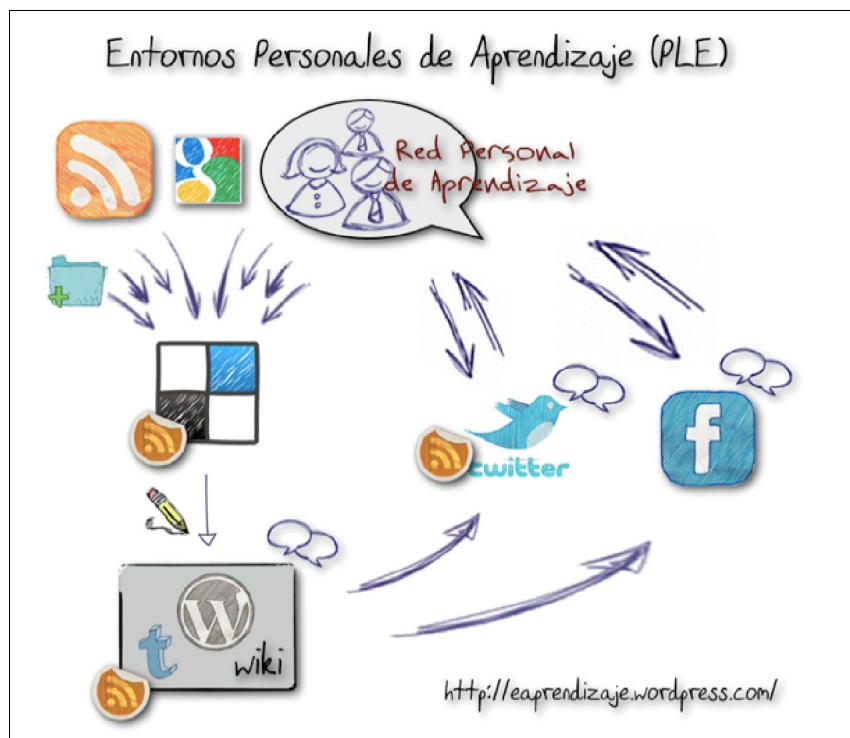 Entornos Personales de Aprendizaje (PLE)
Red Personal
de Aprendizaje
twitter
wiki
http://eaprendizaje.wordpress.com/